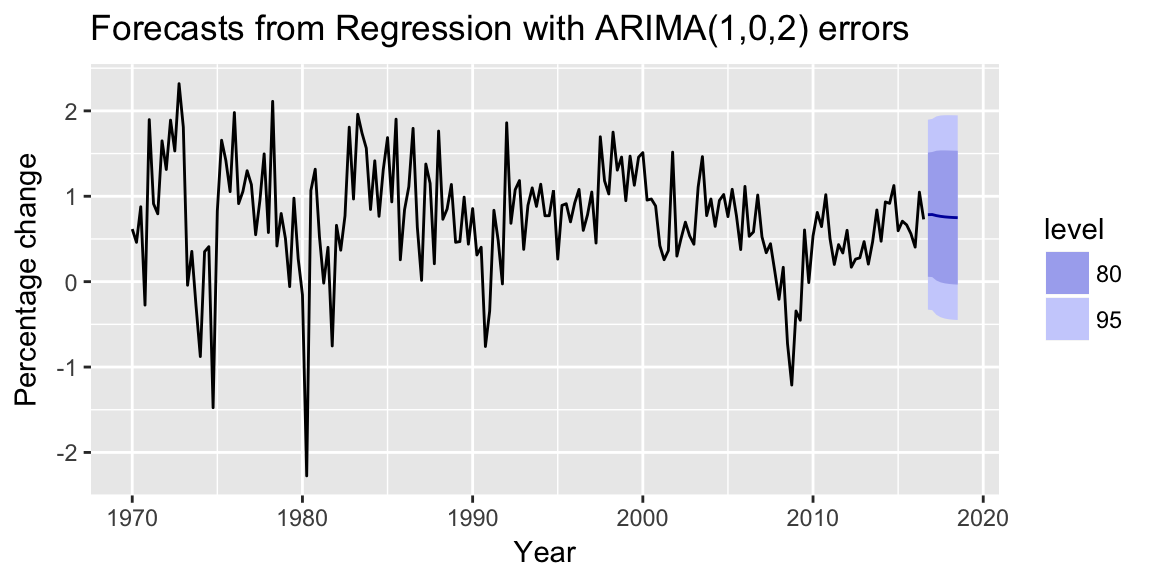 Forecasts from Regression with ARIMA(1,0,2) errors
Percentage change
2
1
0
-1
-2
1970 1980 1990 2000 2010 2020
Year
level
80
95